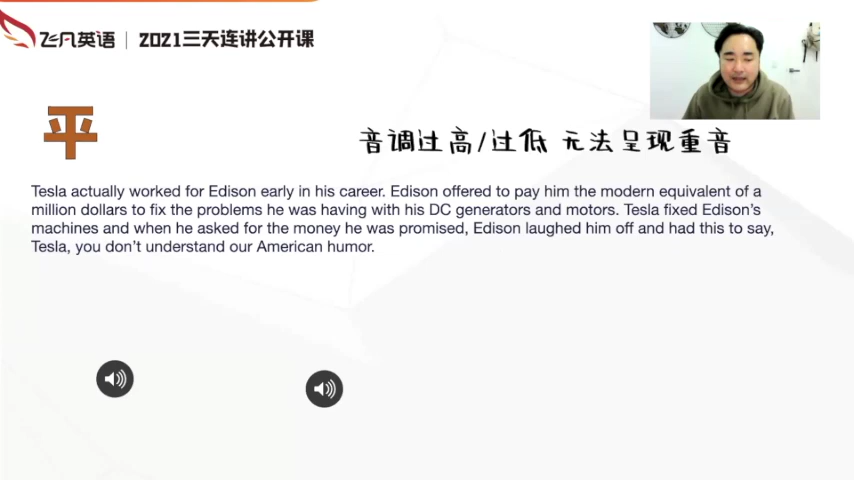 飞凡英语 | 2021三天连讲公开课
平
音调过高/过低 无法呈现重音
Tesla actually worked for Edison early in his career. Edison offered to pay him the modern equivalent of a
million dollars to fix the problems he was having with his DC generators and motors. Tesla fixed Edison’s
machines and when he asked for the money he was promised, Edison laughed him off and had this to say,
Tesla, you don’t understand our American humor.